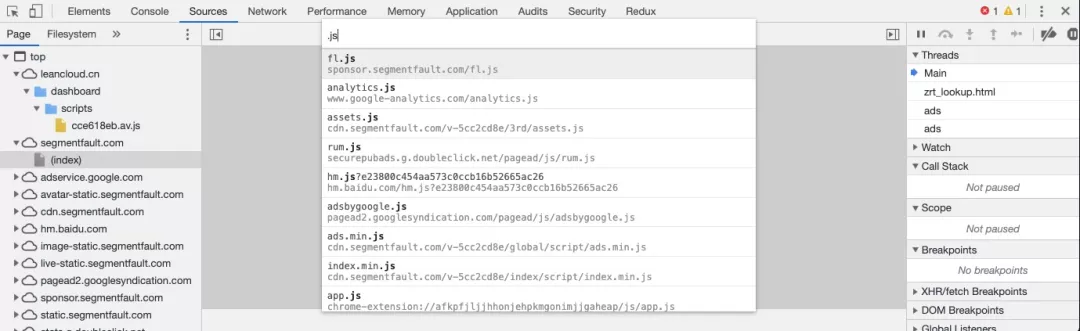 Elements Console Sources Network Performance Memory Application Audits Security Redux 1 1
Page Filesystem »
top
leancloud.cn
dashboard
scripts
cce618eb.av.js
segmentfault.com
(index)
adservice.google.com
avatar-static.segmentfault.com
cdn.segmentfault.com
hm.baidu.com
image-static.segmentfault.com
live-static.segmentfault.com
pagead2.googlesyndication.com
sponsor.segmentfault.com
static.segmentfault.com
.js
fl.js
sponsor.segmentfault.com/fl.js
analytics.js
www.google-analytics.com/analytics.js
assets.js
cdn.segmentfault.com/v-5cc2cd8e/3rd/assets.js
rum.js
securepubads.g.doubleclick.net/pagead/js/rum.js
hm.js?e23800c454aa573c0ccb16b52665ac26
hm.baidu.com/hm.js?e23800c454aa573c0ccb16b52665ac26
adsbygoogle.js
pagead2.googlesyndication.com/pagead/js/adsbygoogle.js
ads.min.js
cdn.segmentfault.com/v-5cc2cd8e/global/script/ads.min.js
index.min.js
cdn.segmentfault.com/v-5cc2cd8e/index/script/index.min.js
app.js
chrome-extension://afkpfjljjhhonjehpkmgonimjjgaheap/js/app.js
Threads
Main
zrt_lookup.html
ads
ads
Watch
Call Stack
Not paused
Scope
Not paused
Breakpoints
No breakpoints
XHR/fetch Breakpoints
DOM Breakpoints
Global Listeners